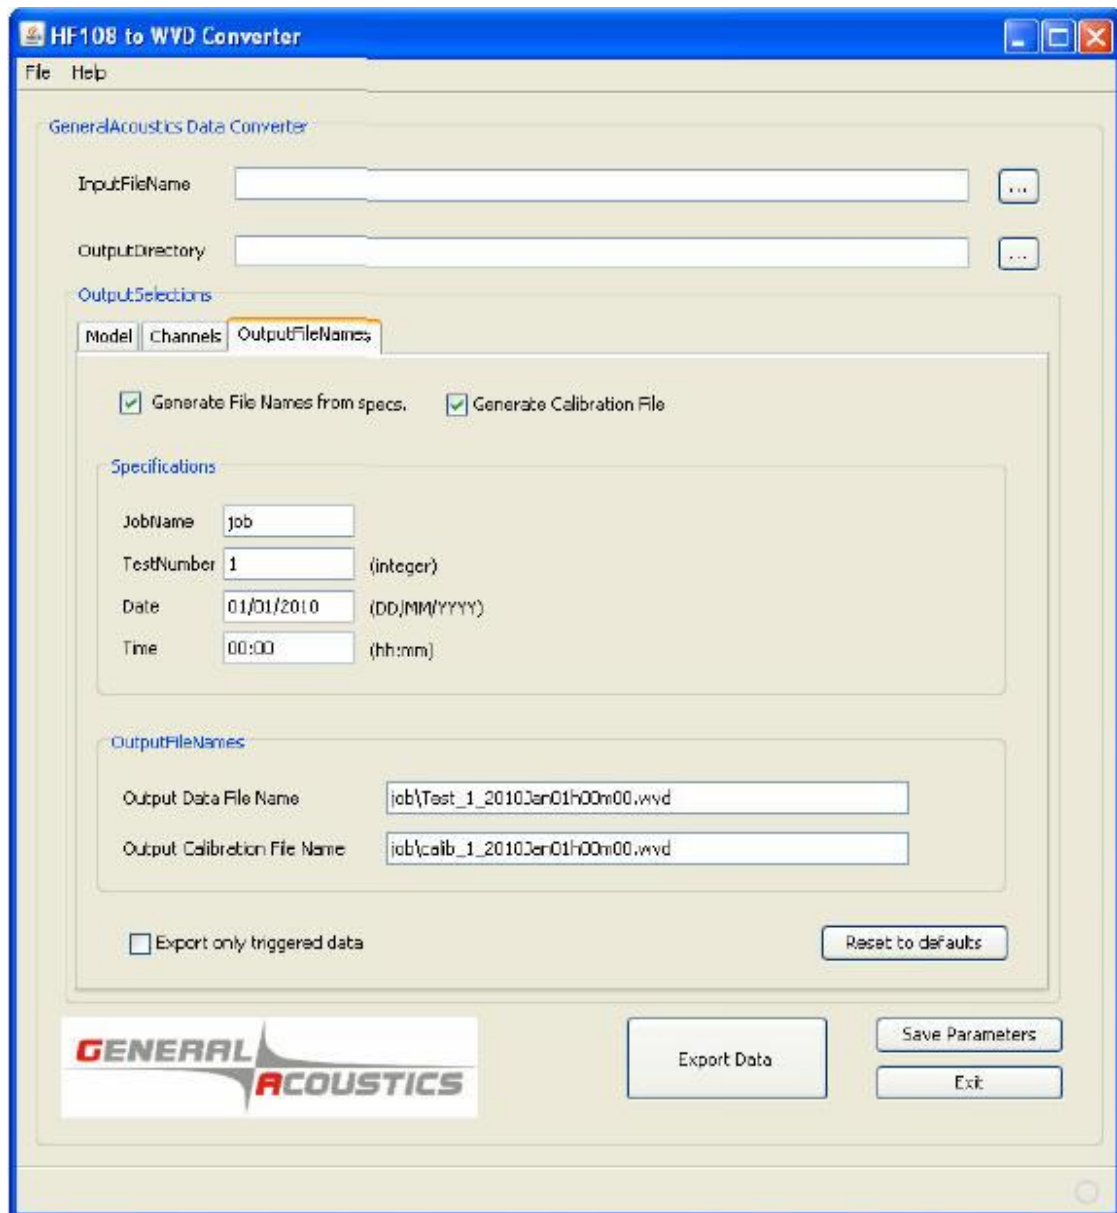 HF108 to WVD Converter
File Help
GeneralAcoustics Data Converter
InputFileName ...
OutputDirectory ...
OutputSelections
Model Channels OutputFileNames
Generate File Names from specs. Generate Calibration File
Specifications
JobName job
TestNumber 1 (integer)
Date 01/01/2010 (DD/MM/YYYY)
Time 00:00 (hh:mm)
OutputFileNames
Output Data File Name job\Test_1_2010Jan01h00m00.wvd
Output Calibration File Name job\calib_1_2010Jan01h00m00.wvd
Export only triggered data Reset to defaults
GENERAL
ACOUSTICS
Export Data
Save Parameters
Exit